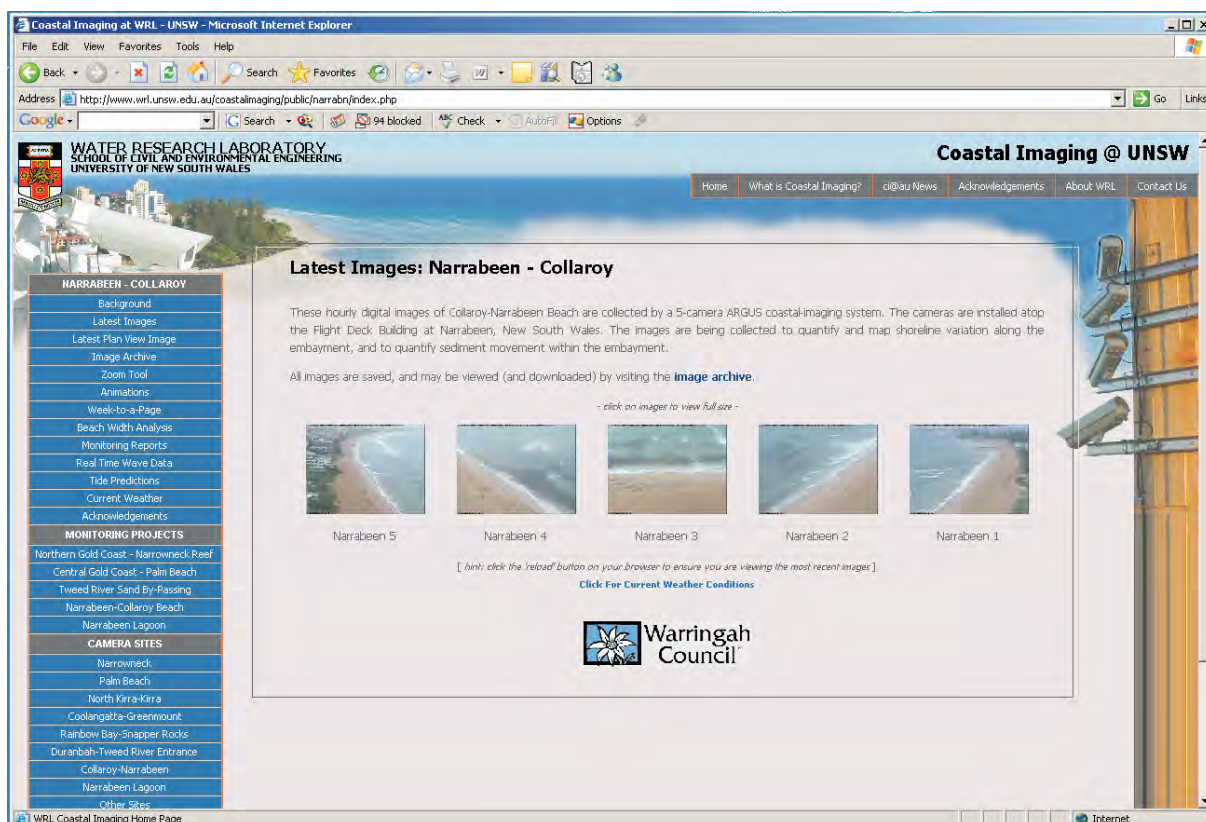 Coastal Imaging at WRL - UNSW - Microsoft Internet Explorer
File Edit View Favorites Tools Help
Back Search Favorites
Address http://www.wrl.unsw.edu.au/coastalimaging/public/narrabn/index.php Go Links
Google Search 94 blocked Check AutoFill Options
WATER RESEARCH LABORATORY
SCHOOL OF CIVIL AND ENVIRONMENTAL ENGINEERING
UNIVERSITY OF NEW SOUTH WALES
Coastal Imaging @ UNSW
Home What is Coastal Imaging? ci@au News Acknowledgements About WRL Contact Us
NARRABEEN - COLLAROY
Background
Latest Images
Latest Plan View Image
Image Archive
Zoom Tool
Animations
Week-to-a-Page
Beach Width Analysis
Monitoring Reports
Real Time Wave Data
Tide Predictions
Current Weather
Acknowledgements
MONITORING PROJECTS
Northern Gold Coast - Narrowneck Reef
Central Gold Coast - Palm Beach
Tweed River Sand By-Passing
Narrabeen-Collaroy Beach
Narrabeen Lagoon
CAMERA SITES
Narrowneck
Palm Beach
North Kirra-Kirra
Coolangatta-Greenmount
Rainbow Bay-Snapper Rocks
Duranbah-Tweed River Entrance
Collaroy-Narrabeen
Narrabeen Lagoon
Other Sites
Latest Images: Narrabeen - Collaroy
These hourly digital images of Collaroy-Narrabeen Beach are collected by a 5-camera ARGUS coastal-imaging system. The cameras are installed atop
the Flight Deck Building at Narrabeen, New South Wales. The images are being collected to quantify and map shoreline variation along the
embayment, and to quantify sediment movement within the embayment.
All images are saved, and may be viewed (and downloaded) by visiting the image archive.
- click on images to view full size -
Narrabeen 5 Narrabeen 4 Narrabeen 3 Narrabeen 2 Narrabeen 1
[ hint: click the 'reload' button on your browser to ensure you are viewing the most recent images ]
Click For Current Weather Conditions
Warringah
Council
WRL Coastal Imaging Home Page Internet